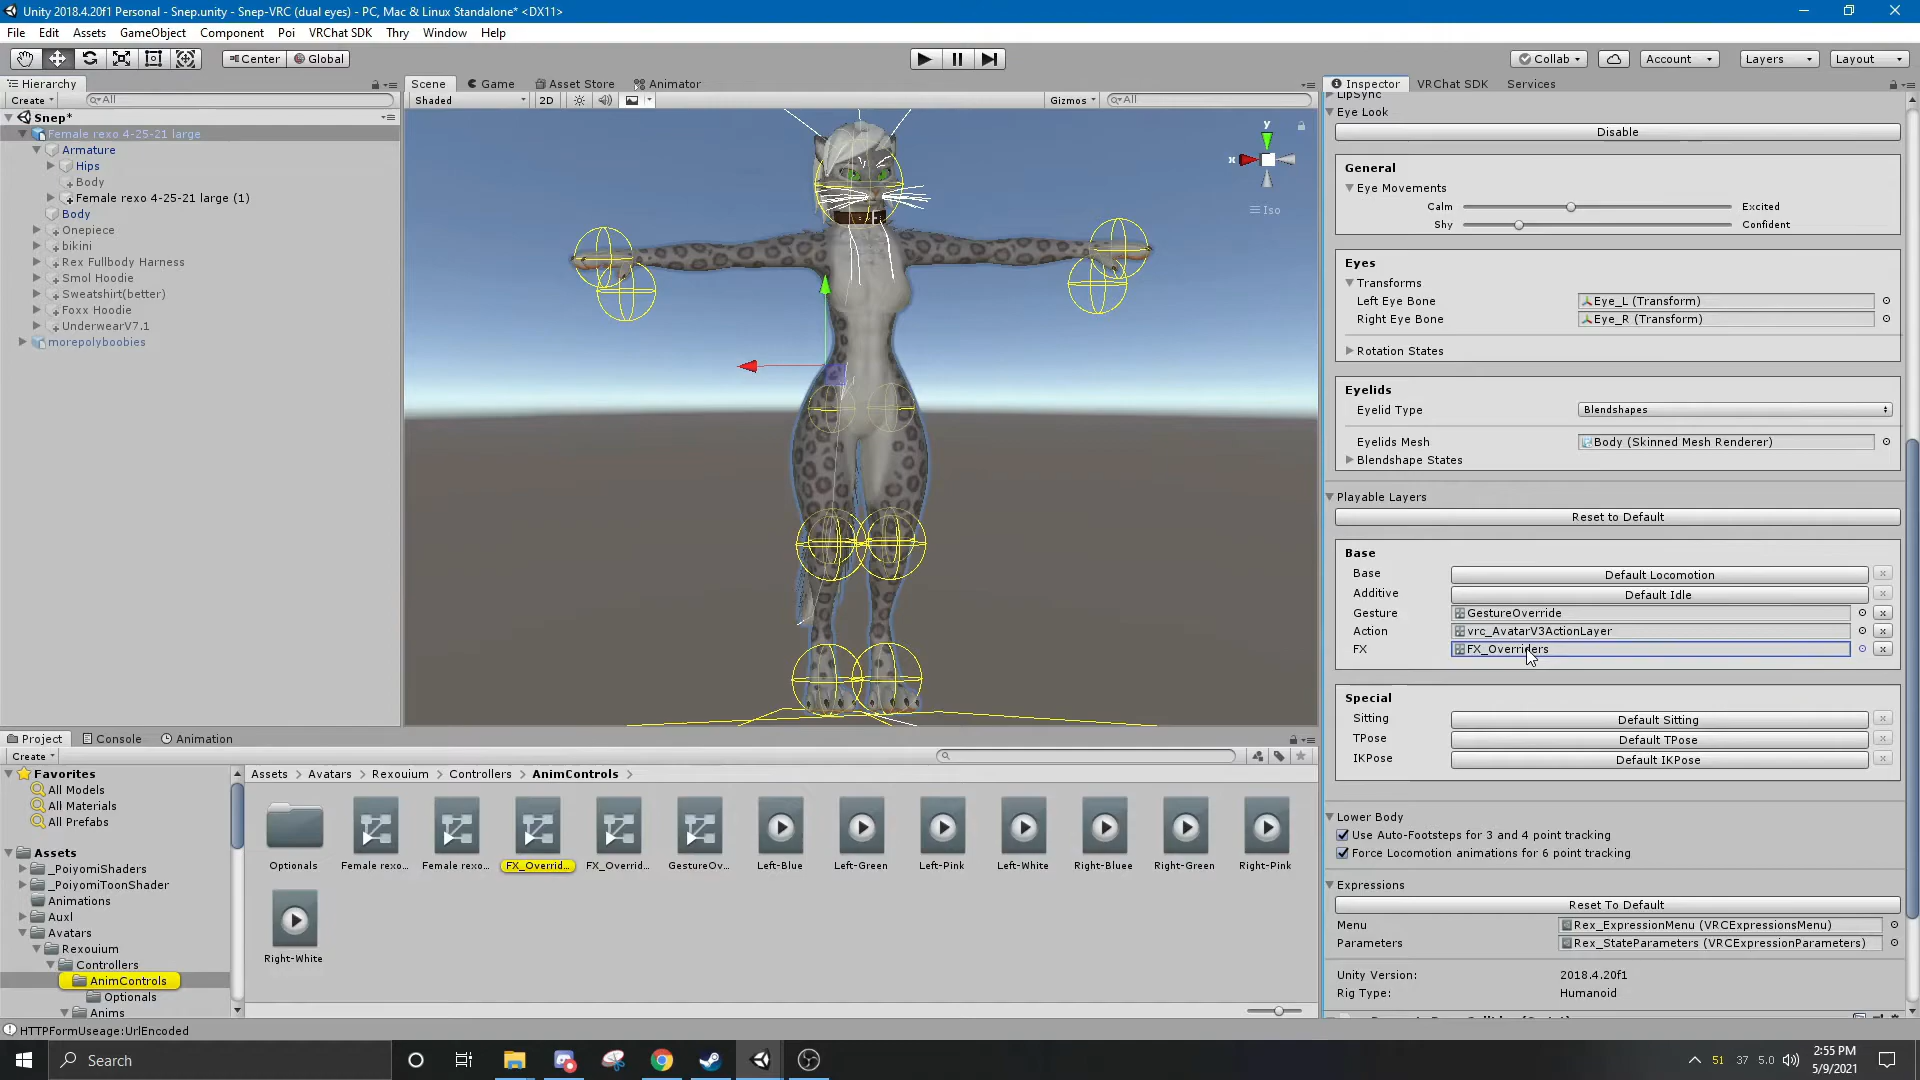 Unity 2018.4.20f1 Personal - Snep.unity - Snep-VRC (dual eyes) - PC, Mac & Linux Standalone* <DX11>
File Edit Assets GameObject Component Poi VRChat SDK Thry Window Help
Center Global Collab Account Layers Layout
Hierarchy
Create All
Snep*
Female rexo 4-25-21 large
Armature
Hips
Body
Female rexo 4-25-21 large (1)
Body
Onepiece
bikini
Rex Fullbody Harness
Smol Hoodie
Sweatshirt(better)
Foxx Hoodie
UnderwearV7.1
morepolyboobies
Scene Game Asset Store Animator
Shaded 2D Gizmos All
y
x
Iso
Inspector VRChat SDK Services
LipSync
Eye Look
Disable
General
Eye Movements
Calm Excited
Shy Confident
Eyes
Transforms
Left Eye Bone Eye_L (Transform)
Right Eye Bone Eye_R (Transform)
Rotation States
Eyelids
Eyelid Type Blendshapes
Eyelids Mesh Body (Skinned Mesh Renderer)
Blendshape States
Playable Layers
Reset to Default
Base
Base Default Locomotion
Additive Default Idle
Gesture GestureOverride
Action vrc_AvatarV3ActionLayer
FX FX_Overriders
Special
Sitting Default Sitting
TPose Default TPose
IKPose Default IKPose
Lower Body
Use Auto-Footsteps for 3 and 4 point tracking
Force Locomotion animations for 6 point tracking
Expressions
Reset To Default
Menu Rex_ExpressionMenu (VRCExpressionsMenu)
Parameters Rex_StateParameters (VRCExpressionParameters)
Unity Version: 2018.4.20f1
Rig Type: Humanoid
Project Console Animation
Create
Favorites
All Models
All Materials
All Prefabs
Assets
_PoiyomiShaders
_PoiyomiToonShader
Animations
Auxl
Avatars
Rexouium
Controllers
AnimControls
Optionals
Anims
Assets Avatars Rexouium Controllers AnimControls
Optionals Female rexo... Female rexo... FX_Overrid... FX_Overrid... GestureOv... Left-Blue Left-Green Left-Pink Left-White Right-Bluee Right-Green Right-Pink
Right-White
HTTPFormUseage:UrlEncoded
Search
51 37 5.0
2:55 PM
5/9/2021